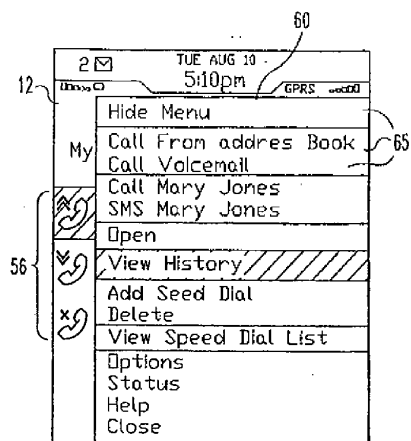 60
2 TUE AUG 10
5:10pm
12 GPRS
Hide Menu
My Call From addres Book 65
Call Voicemail
Call Mary Jones
SMS Mary Jones
Open
56 View History
Add Seed Dial
Delete
View Speed Dial List
Options
Status
Help
Close